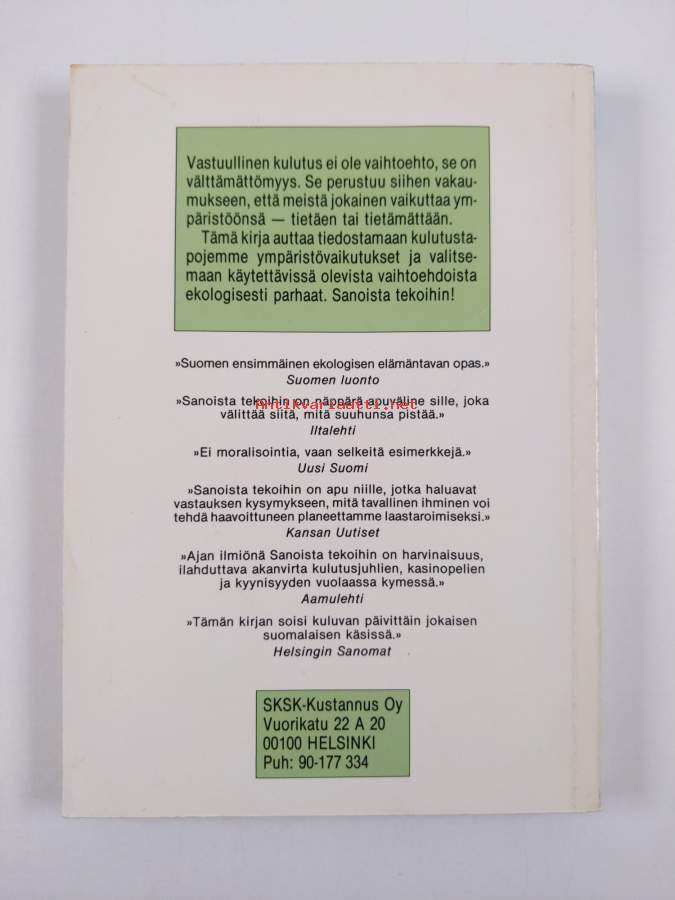 Vastuullinen kulutus ei ole vaihtoehto, se on
välttämättömyys. Se perustuu siihen vakau-
mukseen, että meistä jokainen vaikuttaa ym-
päristöönsä — tietäen tai tietämättään.
Tämä kirja auttaa tiedostamaan kulutusta-
pojemme ympäristövaikutukset ja valitse-
maan käytettävissä olevista vaihtoehdoista
ekologisesti parhaat. Sanoista tekoihin!
»Suomen ensimmäinen ekologisen elämäntavan opas.»
Suomen luonto
»Sanoista tekoihin on näppärä apuväline sille, joka
Antikvariaatti.net
välittää siitä, mitä suuhunsa pistää.»
Iltalehti
»Ei moralisointia, vaan selkeitä esimerkkejä.»
Uusi Suomi
»Sanoista tekoihin on apu niille, jotka haluavat
vastauksen kysymykseen, mitä tavallinen ihminen voi
tehdä haavoittuneen planeettamme laastaroimiseksi.»
Kansan Uutiset
»Ajan ilmiönä Sanoista tekoihin on harvinaisuus,
ilahduttava akanvirta kulutusjuhlien, kasinopelien
ja kyynisyyden vuolaassa kymessä.»
Aamulehti
»Tämän kirjan soisi kuluvan päivittäin jokaisen
suomalaisen käsissä.»
Helsingin Sanomat
SKSK-Kustannus Oy
Vuorikatu 22 A 20
00100 HELSINKI
Puh: 90-177 334